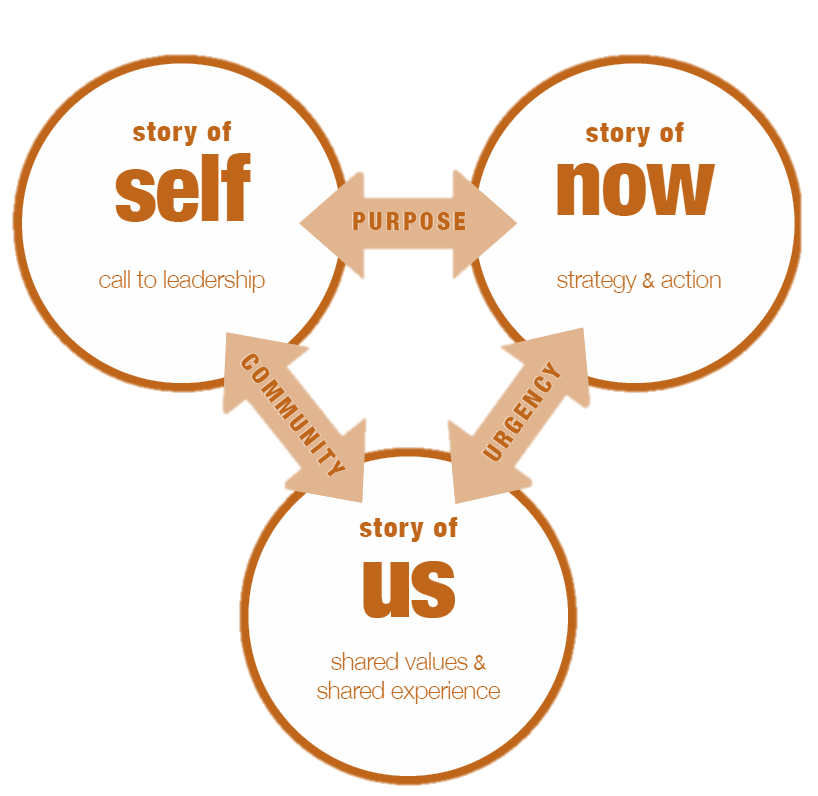 story of
self
call to leadership
PURPOSE
story of
now
strategy & action
COMMUNITY
URGENCY
story of
us
shared values &
shared experience